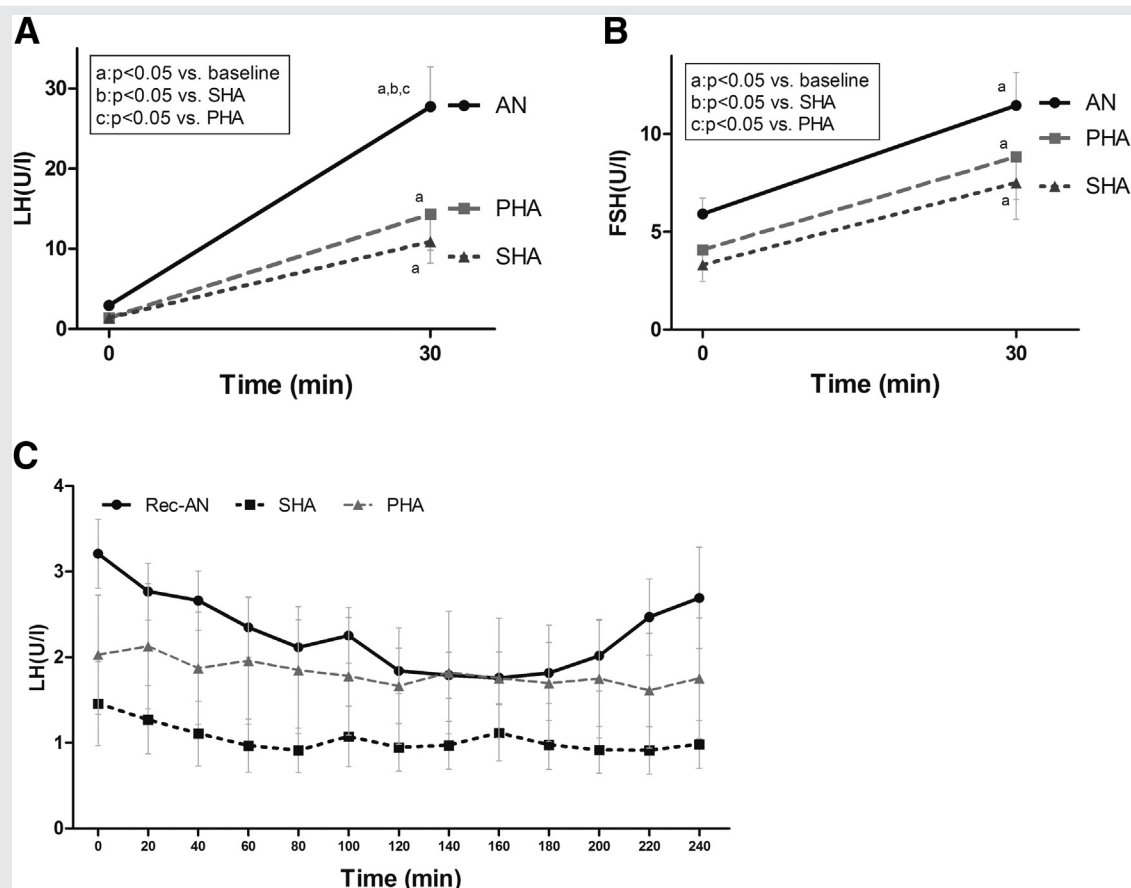 A
a:p<0.05 vs. baseline
b:p<0.05 vs. SHA
c:p<0.05 vs. PHA
LH(U/l)
30
20
10
0
a,b,c
AN
a
PHA
SHA
a
0
30
Time (min)
B
a:p<0.05 vs. baseline
b:p<0.05 vs. SHA
c:p<0.05 vs. PHA
FSH(U/l)
10
5
0
a
AN
PHA
a
SHA
a
0
30
Time (min)
C
Rec-AN SHA PHA
LH(U/l)
4
3
2
1
0
0 20 40 60 80 100 120 140 160 180 200 220 240
Time (min)